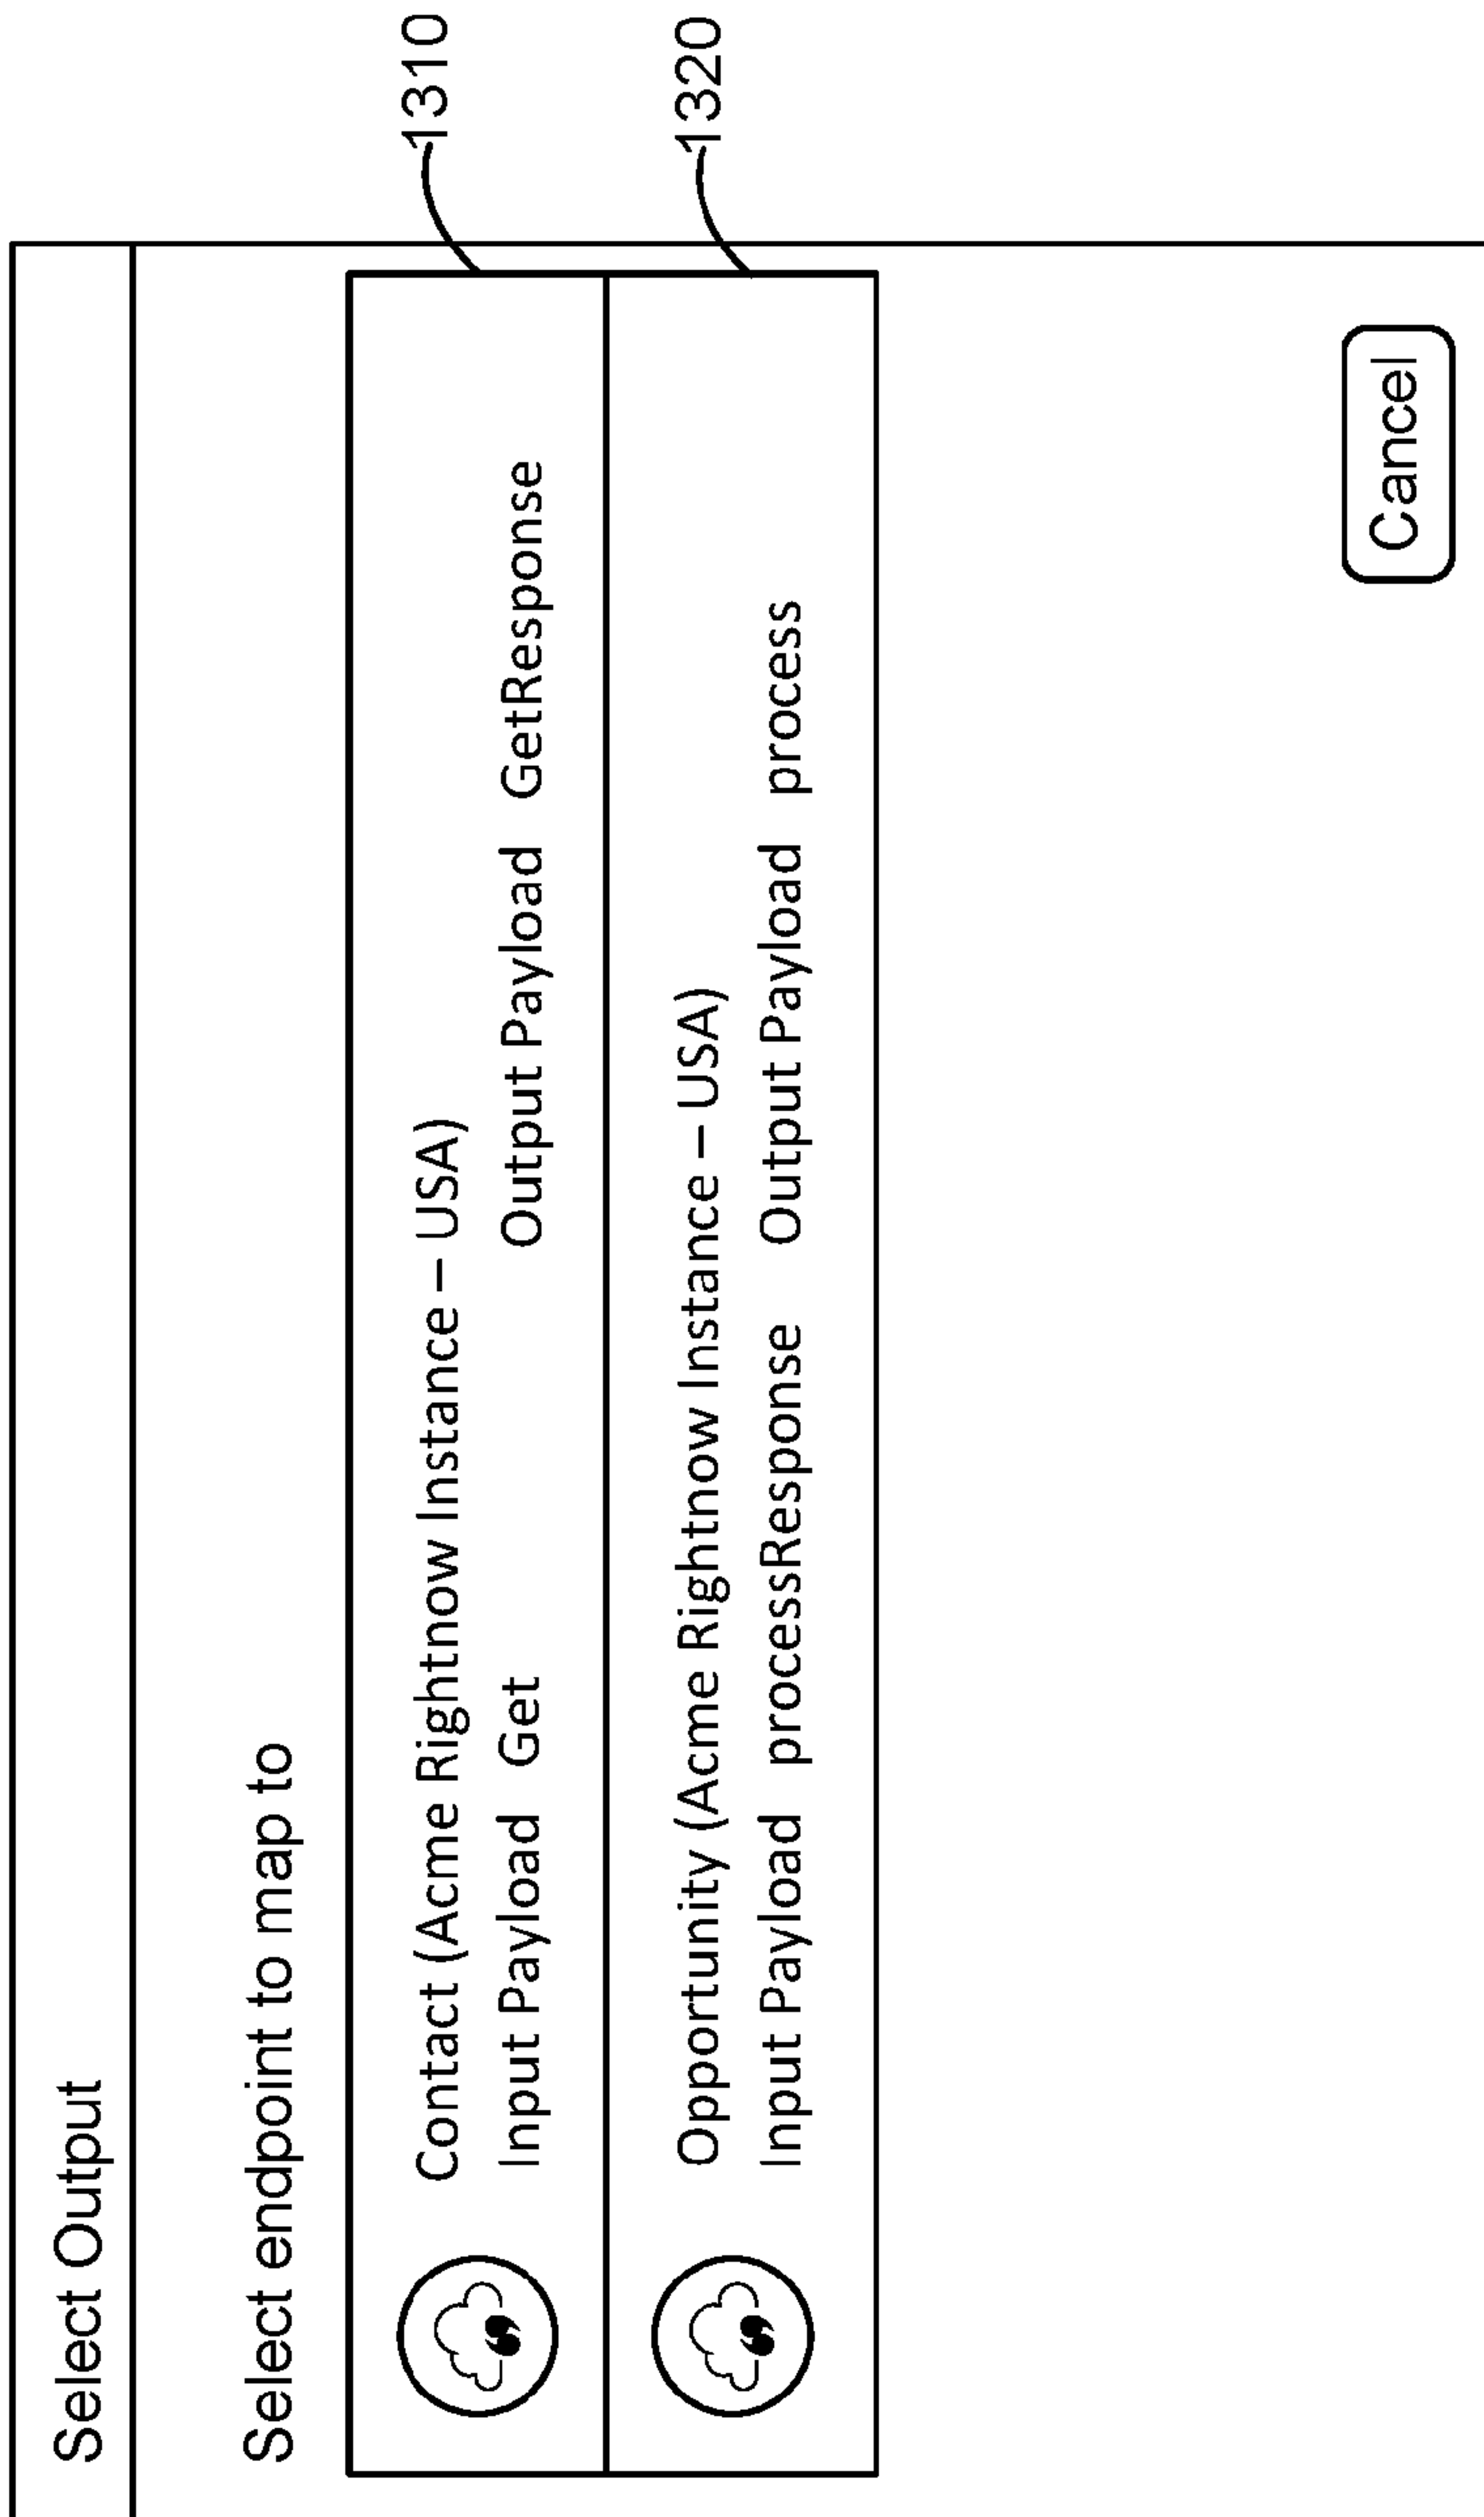 Select Output
Select endpoint to map to
Contact (Acme Rightnow Instance – USA)
Input Payload Get Output Payload GetResponse
1310
Opportunity (Acme Rightnow Instance – USA)
Input Payload processResponse Output Payload process
1320
Cancel